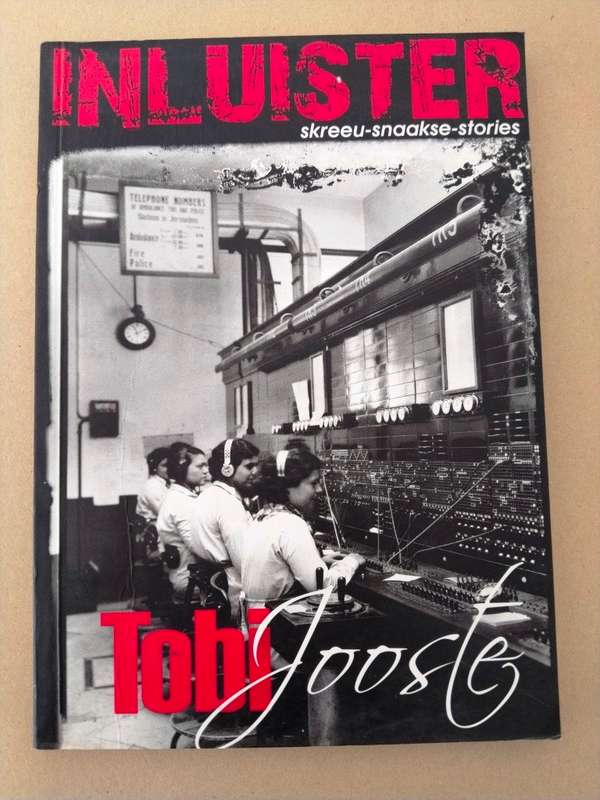 INLUISTER
skreeu-snaakse-stories
TELEPHONE NUMBERS
Ambulance
Fire
Police
Tobi Jooste